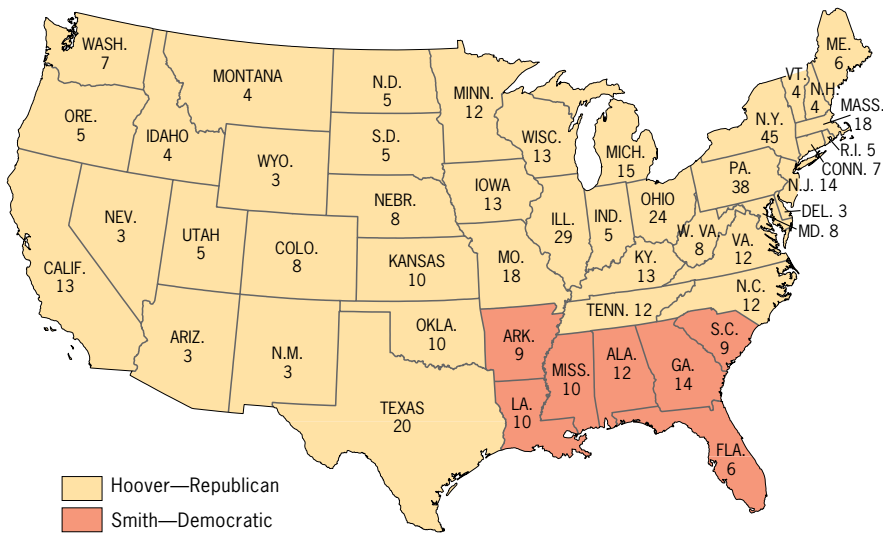 WASH.
7
ORE.
5
CALIF.
13
NEV.
3
IDAHO
4
MONTANA
4
WYO.
3
UTAH
5
COLO.
8
ARIZ.
3
N.M.
3
N.D.
5
S.D.
5
NEBR.
8
KANSAS
10
OKLA.
10
TEXAS
20
MINN.
12
IOWA
13
MO.
18
ARK.
9
LA.
10
WISC.
13
ILL.
29
MICH.
15
IND.
5
OHIO
24
KY.
13
TENN. 12
MISS.
10
ALA.
12
GA.
14
FLA.
6
S.C.
9
N.C.
12
VA.
12
W. VA.
8
PA.
38
N.Y.
45
VT.
4
N.H.
4
ME.
6
MASS.
18
R.I. 5
CONN. 7
N.J. 14
DEL. 3
MD. 8
Hoover—Republican
Smith—Democratic